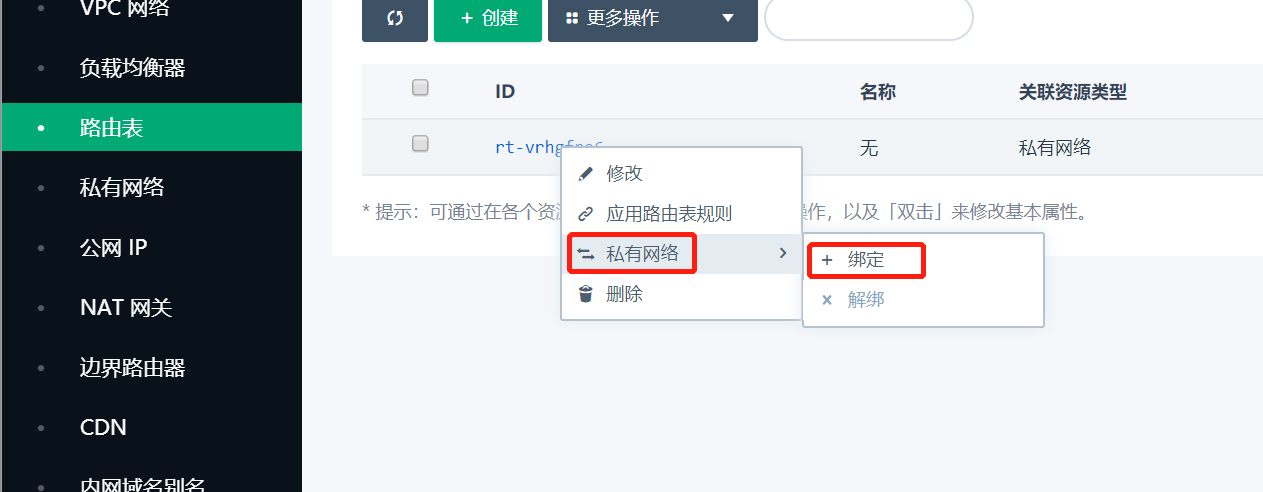 VPC 网络
负载均衡器
路由表
私有网络
公网 IP
NAT 网关
边界路由器
CDN
内网域名别名
+ 创建
更多操作
ID 名称 关联资源类型
无 私有网络
* 提示：可通过在各个资 操作，以及「双击」来修改基本属性。
修改
应用路由表规则
私有网络
删除
+ 绑定
× 解绑